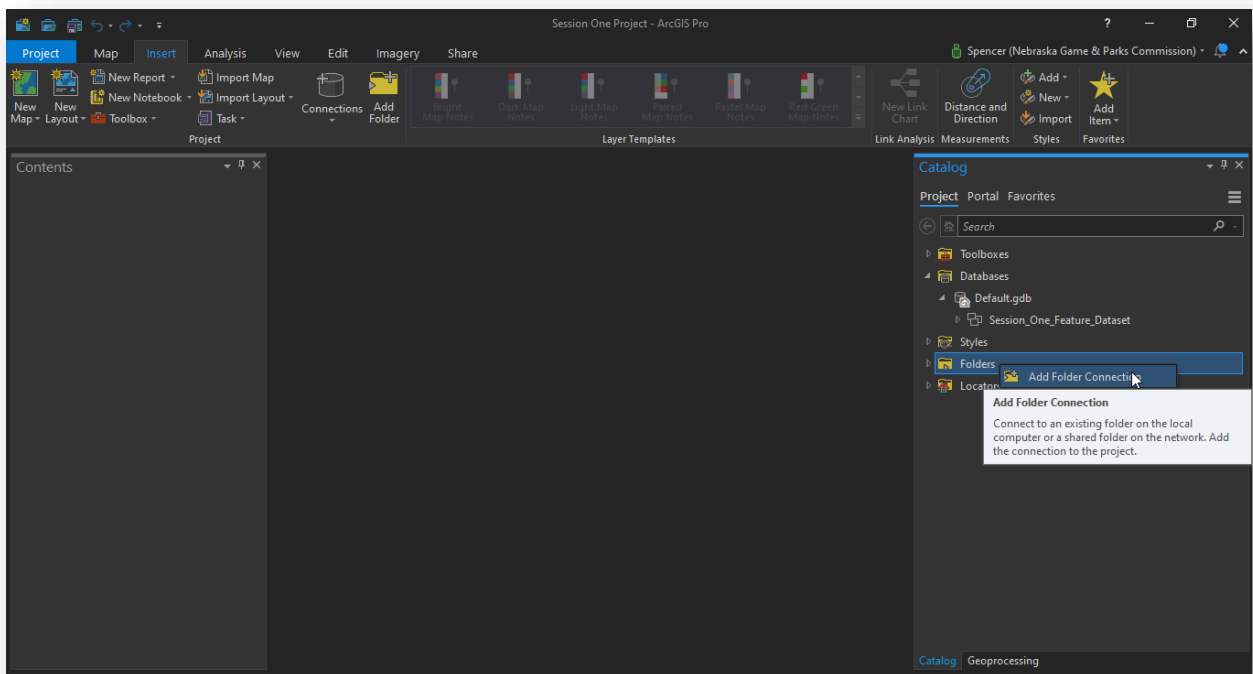 Session One Project - ArcGIS Pro
?
Project Map Insert Analysis View Edit Imagery Share
Spencer (Nebraska Game & Parks Commission)
New Map
New Layout
New Report
New Notebook
Toolbox
Import Map
Import Layout
Task
Connections
Add Folder
Bright Map Notes
Dark Map Notes
Light Map Notes
Paired Map Notes
Pastel Map Notes
Red Green Map Notes
New Link Chart
Distance and Direction
Add
New
Import
Add Item
Project
Layer Templates
Link Analysis
Measurements
Styles
Favorites
Contents
Catalog
Project Portal Favorites
Search
Toolboxes
Databases
Default.gdb
Session_One_Feature_Dataset
Styles
Folders
Add Folder Connection
Locator
Add Folder Connection
Connect to an existing folder on the local
computer or a shared folder on the network. Add
the connection to the project.
Catalog Geoprocessing